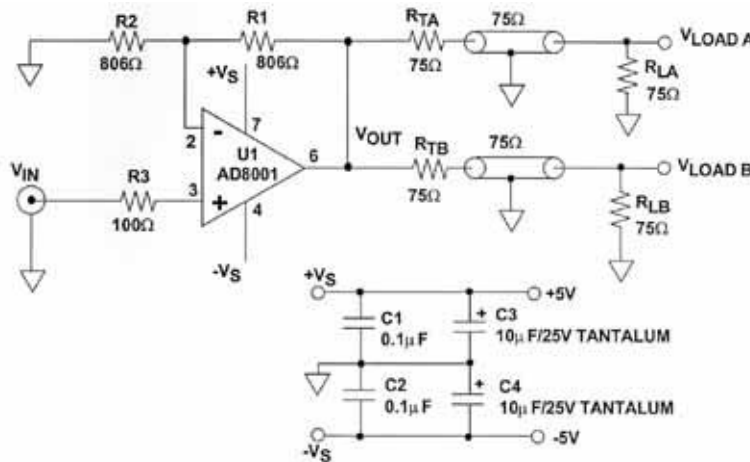 R2
806Ω
R1
806Ω
+VS
RTA
75Ω
75Ω
VLOAD A
RLA
75Ω
VIN
R3
100Ω
2
-
7
U1
AD8001
3
+
4
6
-VS
VOUT
RTB
75Ω
75Ω
VLOAD B
RLB
75Ω
+VS
+5V
C1
0.1μF
+ C3
10μF/25V TANTALUM
C2
0.1μF
+ C4
10μF/25V TANTALUM
-VS
-5V